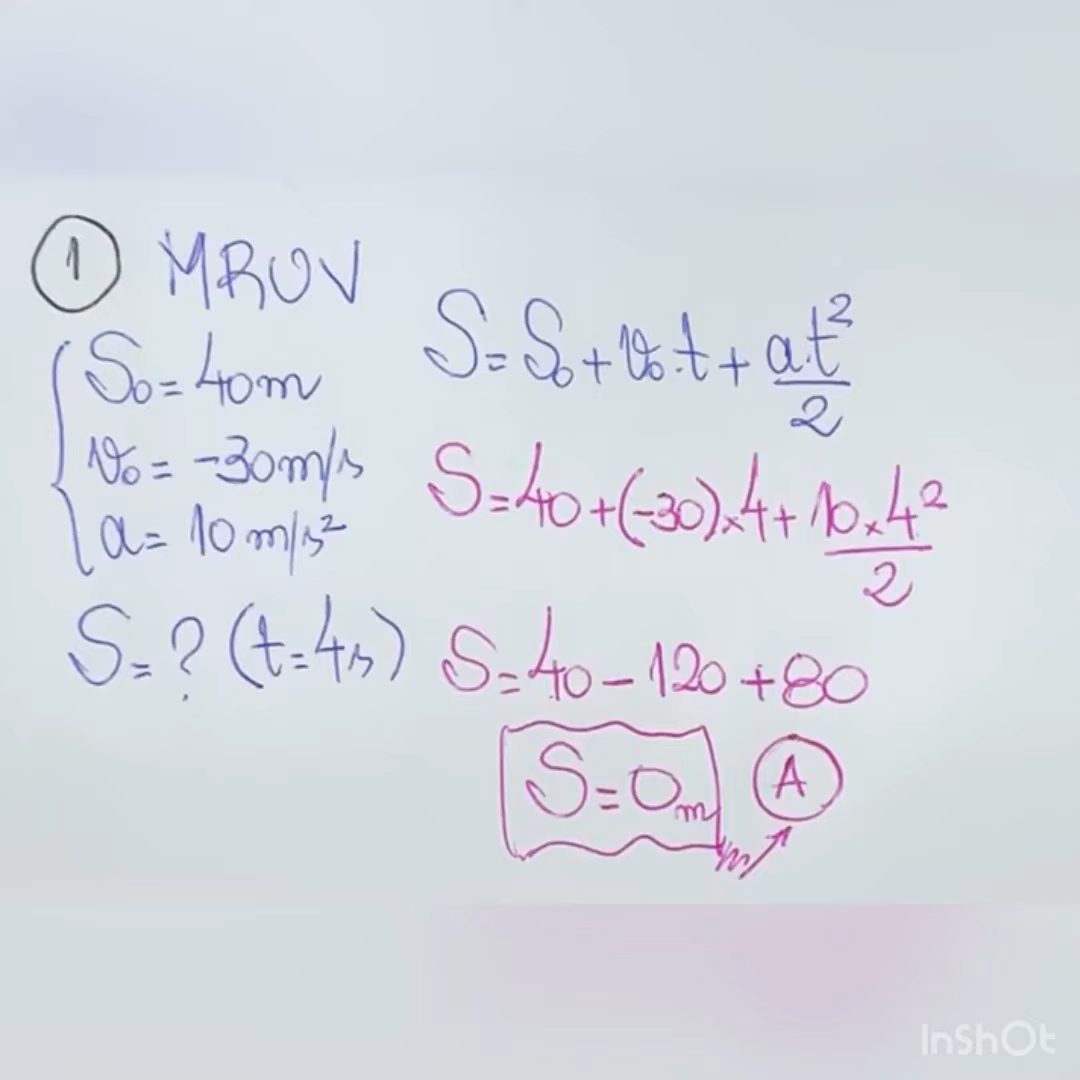 1 MRUV
S₀ = 40m
v₀ = -30m/s
a = 10 m/s²
S = ? (t = 4s)
S = S₀ + v₀.t + a.t²/2
S = 40 + (-30)×4 + 10×4²/2
S = 40 - 120 + 80
S = 0m A
InShOt